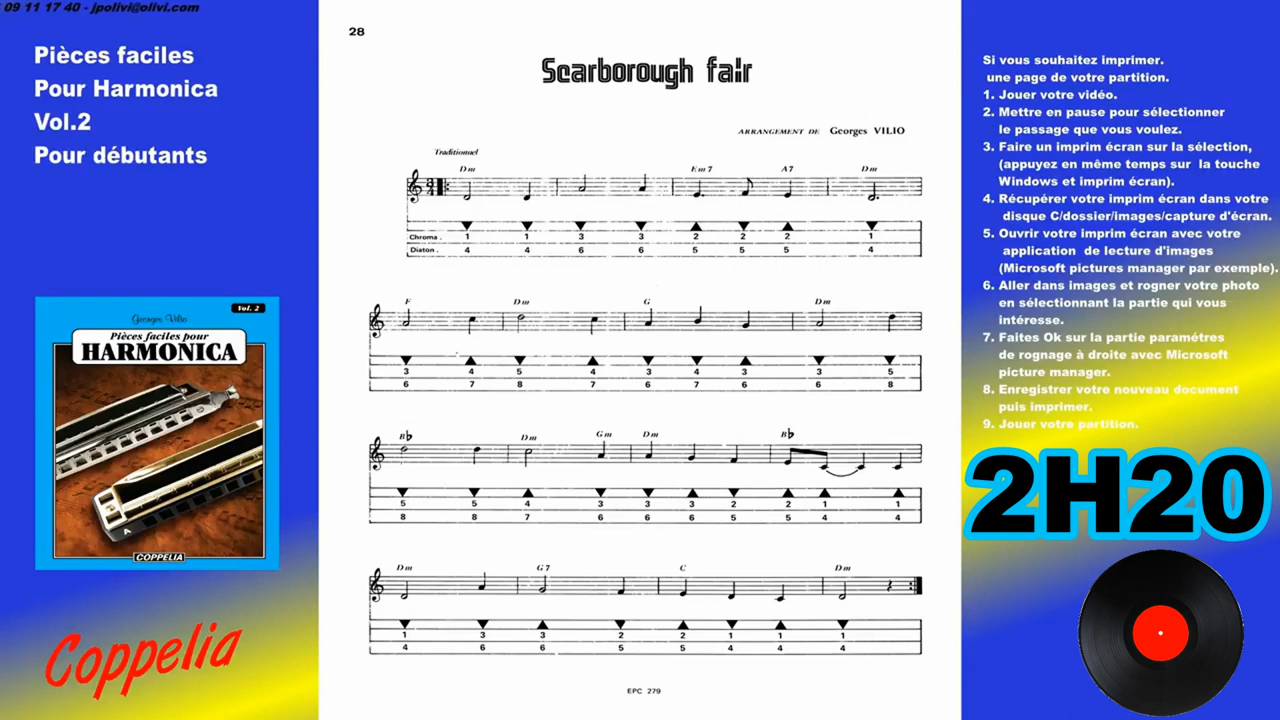 09 11 17 40 - jpolivi@olivi.com
Pièces faciles
Pour Harmonica
Vol.2
Pour débutants
Vol. 2
Georges Vilio
Pièces faciles pour
HARMONICA
COPPELIA
Coppelia
28
Scarborough fair
ARRANGEMENT DE Georges VILIO
Traditionnel
Dm Em7 A7 Dm
3 4
Chroma. 1 1 3 3 2 2 2 1
Diaton. 4 4 6 6 5 5 5 4
F Dm G Dm
3 4 5 4 3 4 3 3 5
6 7 8 7 6 7 6 6 8
B♭ Dm Gm Dm B♭
5 5 4 3 3 3 2 2 1 1
8 8 7 6 6 6 5 5 4 4
Dm G7 C Dm
1 3 3 2 2 1 1 1
4 6 6 5 5 4 4 4
EPC 279
Si vous souhaitez imprimer.
une page de votre partition.
1. Jouer votre vidéo.
2. Mettre en pause pour sélectionner
le passage que vous voulez.
3. Faire un imprim écran sur la sélection,
(appuyez en même temps sur la touche
Windows et imprim écran).
4. Récupérer votre imprim écran dans votre
disque C/dossier/images/capture d'écran.
5. Ouvrir votre imprim écran avec votre
application de lecture d'images
(Microsoft pictures manager par exemple).
6. Aller dans images et rogner votre photo
en sélectionnant la partie qui vous
intéresse.
7. Faites Ok sur la partie paramétres
de rognage à droite avec Microsoft
picture manager.
8. Enregistrer votre nouveau document
puis imprimer.
9. Jouer votre partition.
2H20